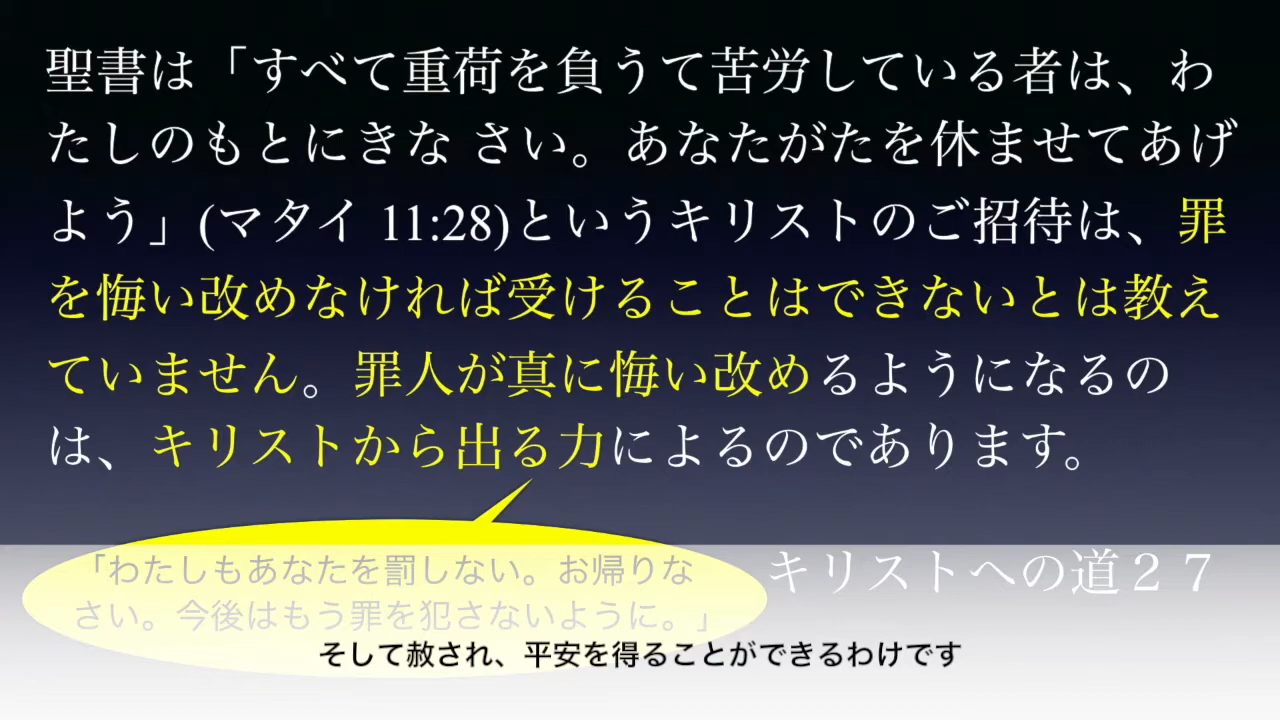 聖書は「すべて重荷を負うて苦労している者は、わ
たしのもとにきな さい。あなたがたを休ませてあげ
よう」(マタイ 11:28)というキリストのご招待は、罪
を悔い改めなければ受けることはできないとは教え
ていません。罪人が真に悔い改めるようになるの
は、キリストから出る力によるのであります。
「わたしもあなたを罰しない。お帰りな
さい。今後はもう罪を犯さないように。」
キリストへの道２７
そして赦され、平安を得ることができるわけです